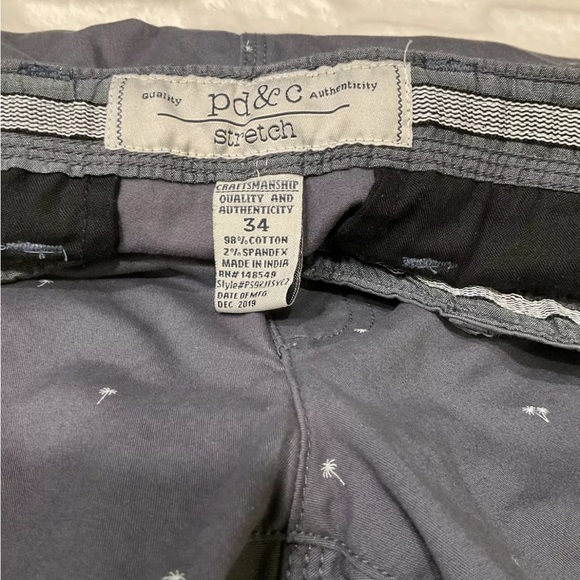 Quality pd&c Authenticity
stretch
CRAFTSMANSHIP
QUALITY AND
AUTHENTICITY
34
98% COTTON
2% SPANDEX
MADE IN INDIA
RN# 148549
DATE OF MFG
DEC 2019